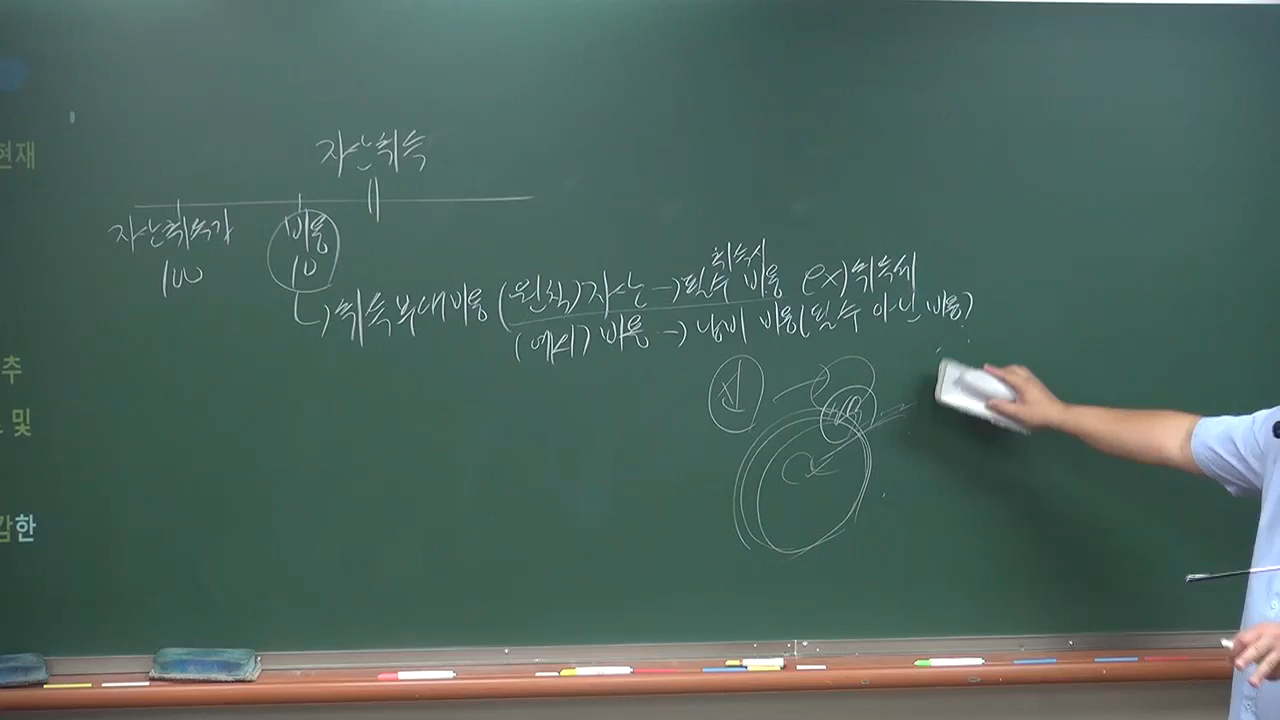 현재
자산취득
자산취득가
100
비용
10
취득시
↳취득부대비용 (원칙) 자산 → 필수 비용 ex) 취득세
(예외) 비용 → 낭비 비용(필수 아닌 비용)
추
및
감한